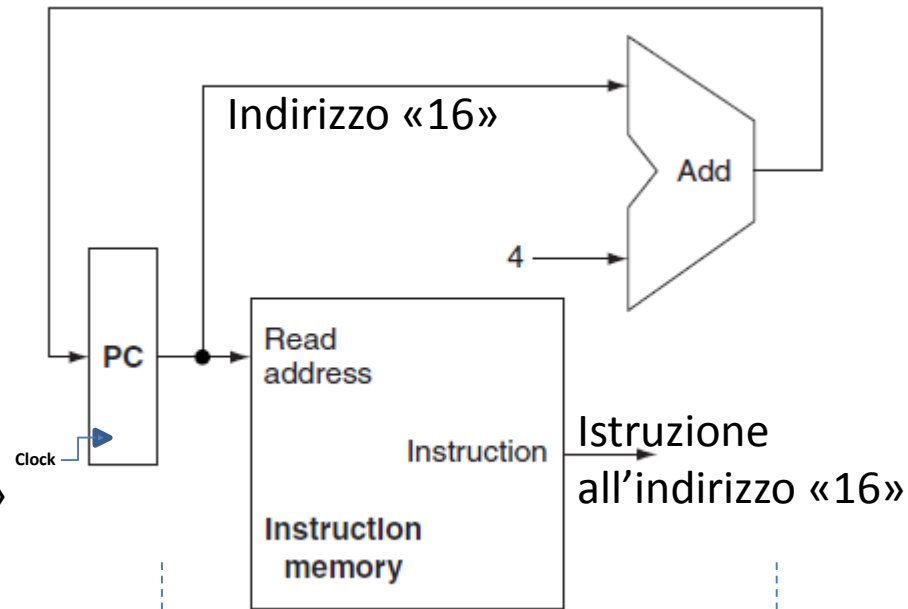 Indirizzo «16»
Add
4
PC
Read
address
Clock
Instruction
Istruzione
all’indirizzo «16»
»
Instruction
memory